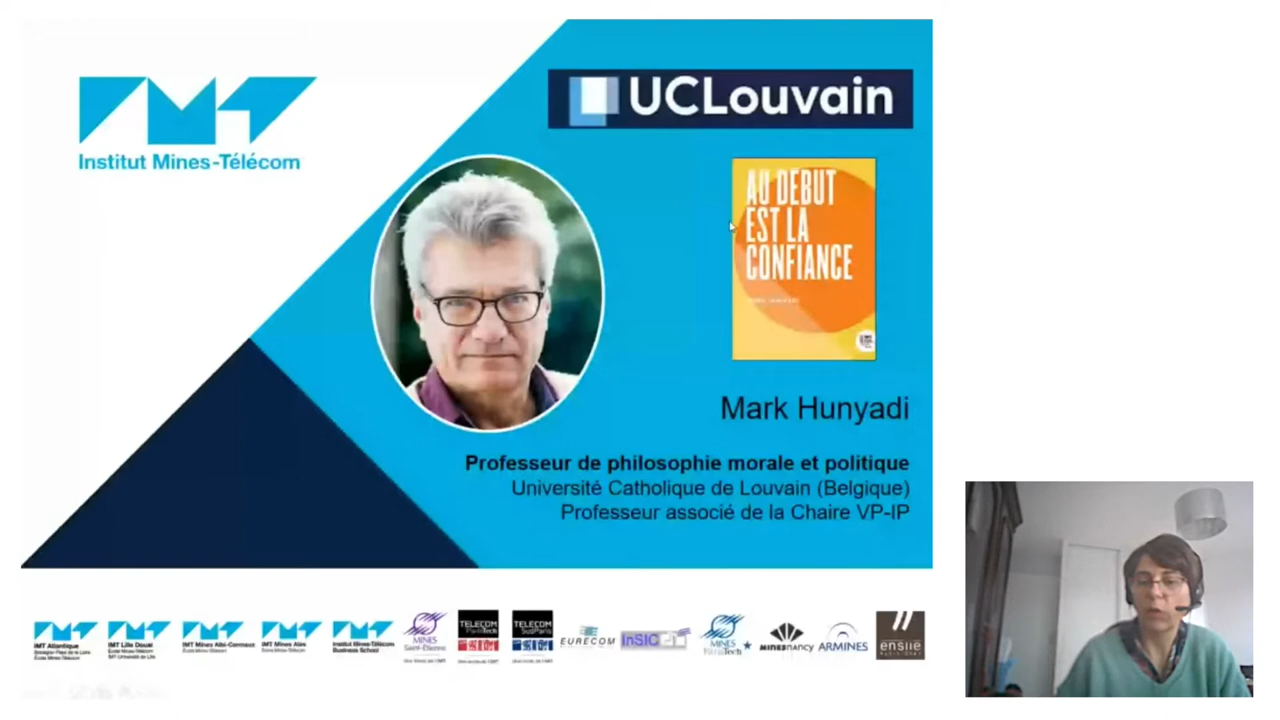 Institut Mines-Télécom
UCLouvain
AU DÉBUT
EST LA
CONFIANCE
Mark Hunyadi
Professeur de philosophie morale et politique
Université Catholique de Louvain (Belgique)
Professeur associé de la Chaire VP-IP
IMT Atlantique
IMT Lille Douai
IMT Mines Albi-Carmaux
IMT Mines Alès
Institut Mines-Télécom
Business School
MINES
Saint-Étienne
TELECOM
ParisTech
TELECOM
SudParis
EURECOM
InSIC
MINES
ParisTech
MINES nancy
ARMINES
ensiie